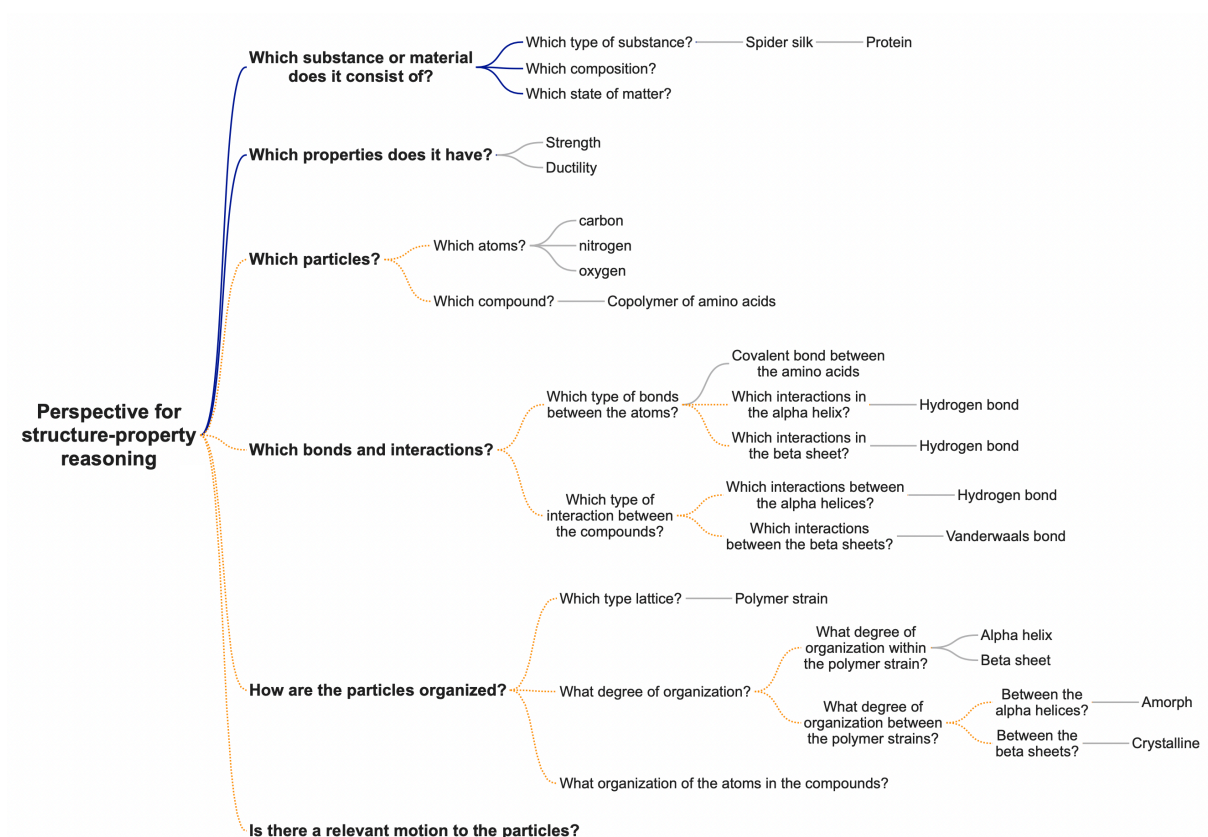 Which substance or material
does it consist of?
Which type of substance?
Spider silk
Protein
Which composition?
Which state of matter?
Which properties does it have?
Strength
Ductility
Which particles?
Which atoms?
carbon
nitrogen
oxygen
Which compound?
Copolymer of amino acids
Perspective for
structure-property
reasoning
Which bonds and interactions?
Which type of bonds
between the atoms?
Covalent bond between
the amino acids
Which interactions in
the alpha helix?
Hydrogen bond
Which interactions in
the beta sheet?
Hydrogen bond
Which type of
interaction between
the compounds?
Which interactions between
the alpha helices?
Hydrogen bond
Which interactions
between the beta sheets?
Vanderwaals bond
How are the particles organized?
Which type lattice?
Polymer strain
What degree of organization?
What degree of
organization within
the polymer strain?
Alpha helix
Beta sheet
What degree of
organization between
the polymer strains?
Between the
alpha helices?
Amorph
Between the
beta sheets?
Crystalline
What organization of the atoms in the compounds?
Is there a relevant motion to the particles?